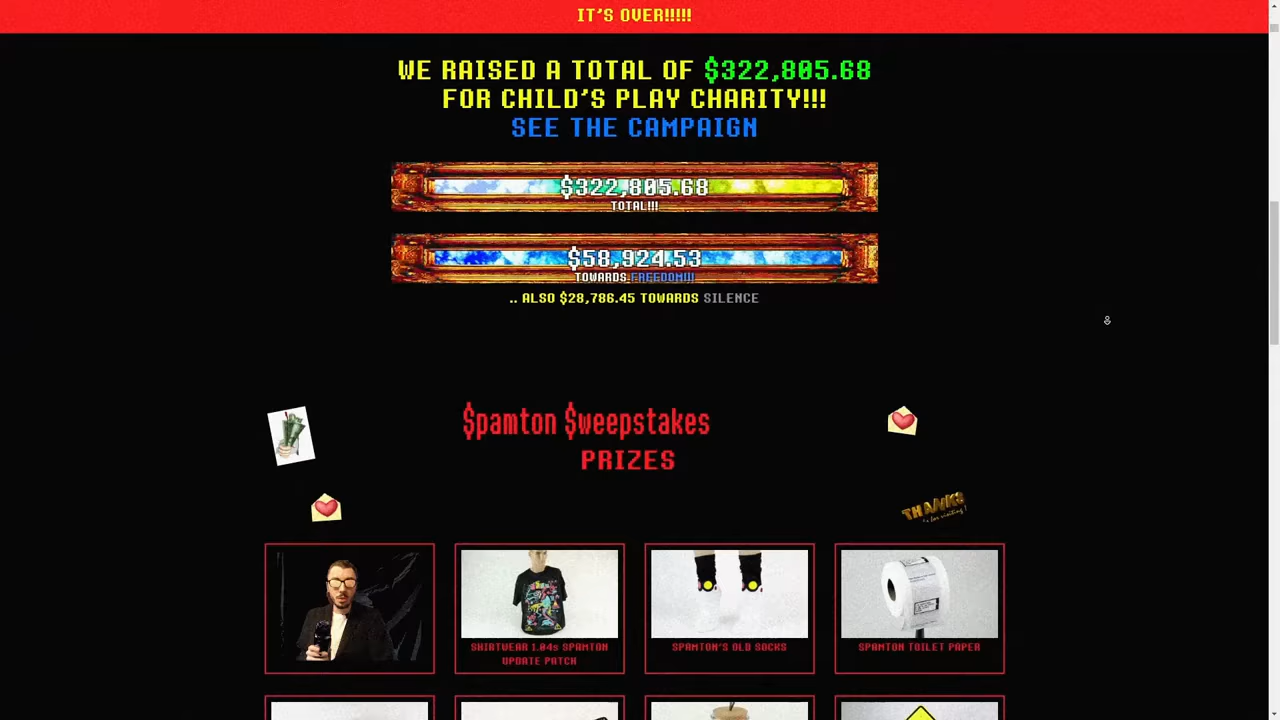 IT'S OVER!!!!!
WE RAISED A TOTAL OF $322,805.68
FOR CHILD'S PLAY CHARITY!!!
SEE THE CAMPAIGN
$322,805.68
TOTAL!!!
$58,924.53
TOWARDS FREEDOM!!!
.. ALSO $28,786.45 TOWARDS SILENCE
$pamton $weepstakes
PRIZES
THANKS
for visiting!
SHIRTWEAR 1.04s SPAMTON
UPDATE PATCH
SPAMTON'S OLD SOCKS
SPAMTON TOILET PAPER